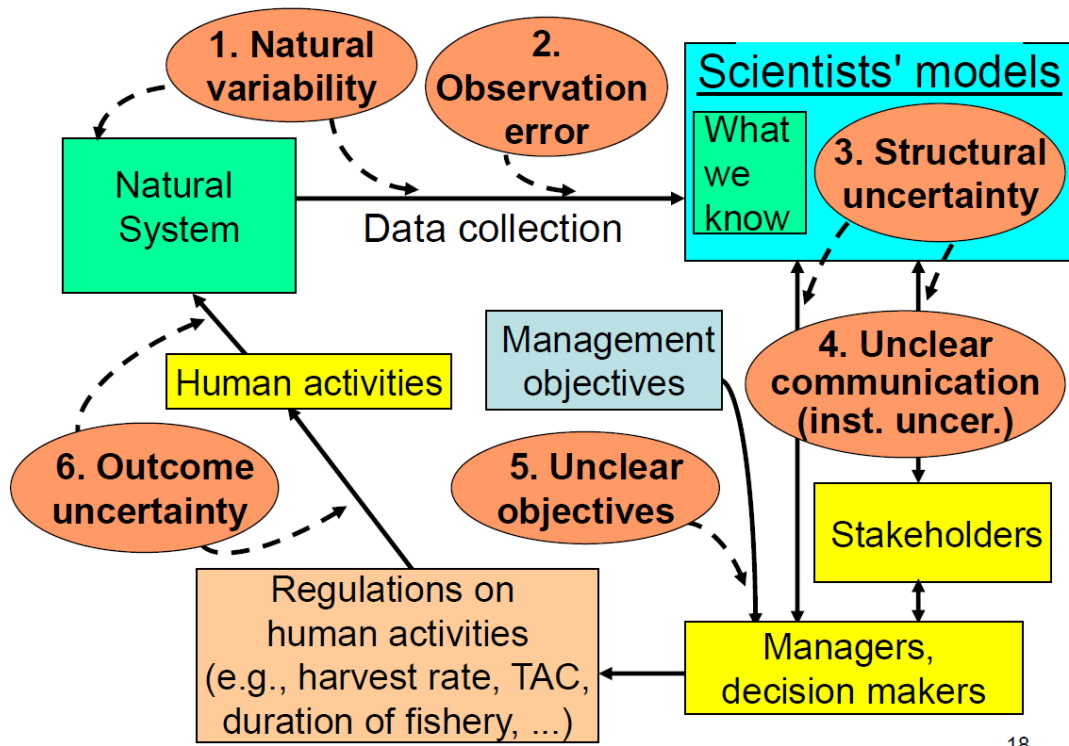 1. Natural
variability
2.
Observation
error
Scientists' models
What
we
know
3. Structural
uncertainty
Natural
System
Data collection
Management
objectives
4. Unclear
communication
(inst. uncer.)
Human activities
6. Outcome
uncertainty
5. Unclear
objectives
Stakeholders
Regulations on
human activities
(e.g., harvest rate, TAC,
duration of fishery, ...)
Managers,
decision makers
18